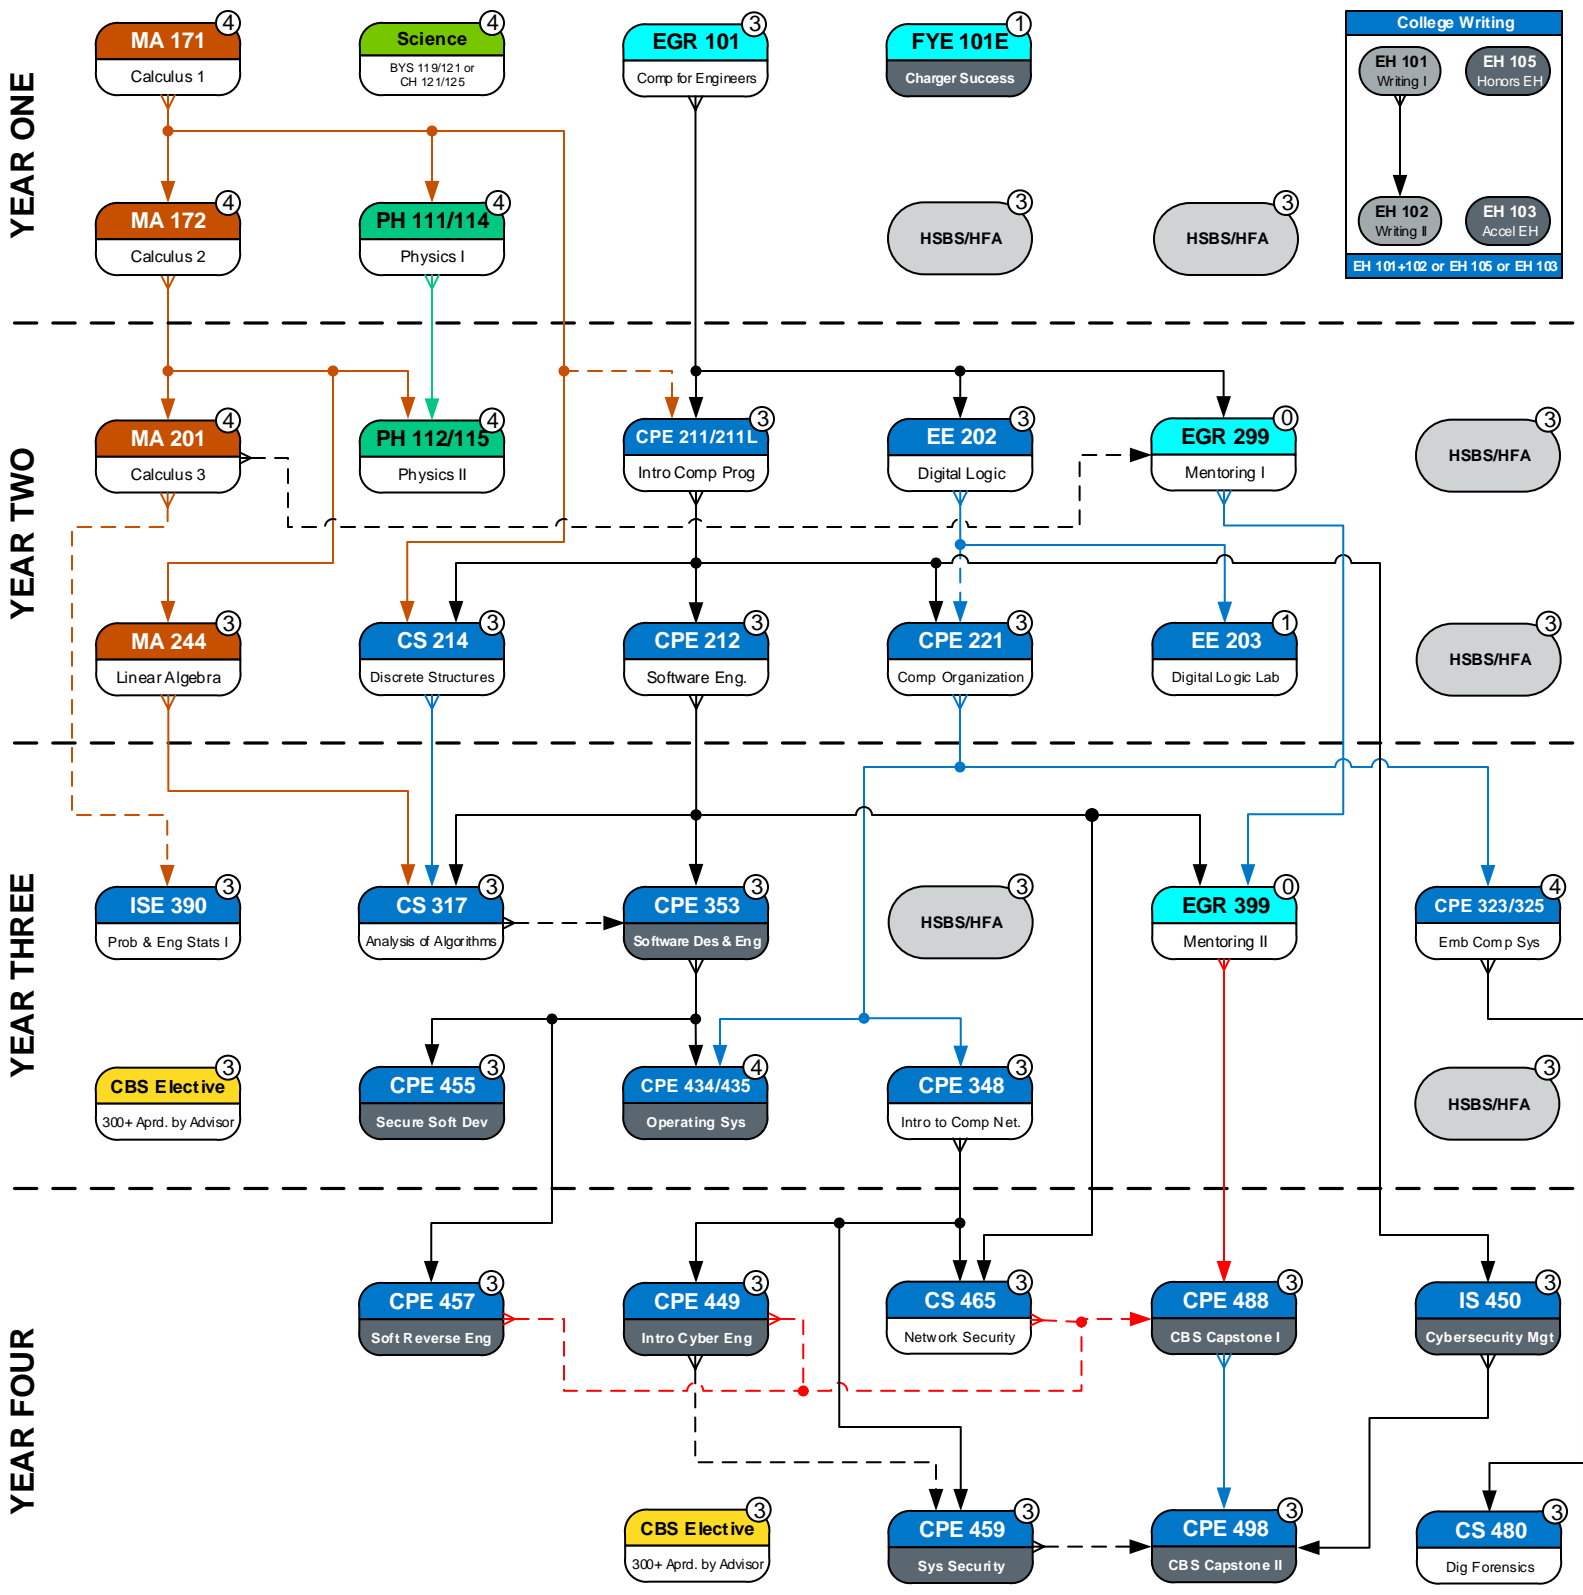 YEAR ONE
4
MA 171
Calculus 1
4
Science
BYS 119/121 or
CH 121/125
3
EGR 101
Comp for Engineers
1
FYE 101E
Charger Success
College Writing
EH 101
Writing I
EH 105
Honors EH
EH 102
Writing II
EH 103
Accel EH
EH 101+102 or EH 105 or EH 103
4
MA 172
Calculus 2
4
PH 111/114
Physics I
3
HSBS/HFA
3
HSBS/HFA
YEAR TWO
4
MA 201
Calculus 3
4
PH 112/115
Physics II
3
CPE 211/211L
Intro Comp Prog
3
EE 202
Digital Logic
0
EGR 299
Mentoring I
3
HSBS/HFA
3
MA 244
Linear Algebra
3
CS 214
Discrete Structures
3
CPE 212
Software Eng.
3
CPE 221
Comp Organization
1
EE 203
Digital Logic Lab
3
HSBS/HFA
YEAR THREE
3
ISE 390
Prob & Eng Stats I
3
CS 317
Analysis of Algorithms
3
CPE 353
Software Des & Eng
3
HSBS/HFA
0
EGR 399
Mentoring II
4
CPE 323/325
Emb Comp Sys
3
CBS Elective
300+ Aprd. by Advisor
3
CPE 455
Secure Soft Dev
4
CPE 434/435
Operating Sys
3
CPE 348
Intro to Comp Net.
3
HSBS/HFA
YEAR FOUR
3
CPE 457
Soft Reverse Eng
3
CPE 449
Intro Cyber Eng
3
CS 465
Network Security
3
CPE 488
CBS Capstone I
3
IS 450
Cybersecurity Mgt
3
CBS Elective
300+ Aprd. by Advisor
3
CPE 459
Sys Security
3
CPE 498
CBS Capstone II
3
CS 480
Dig Forensics